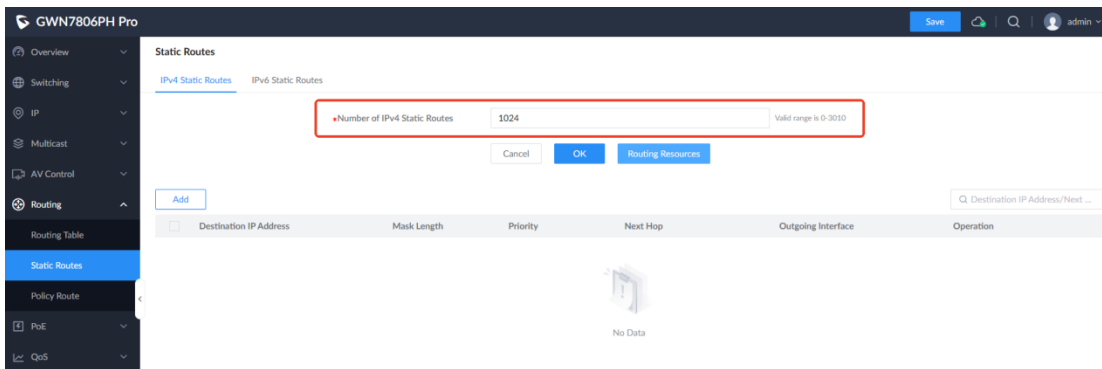 GWN7806PH Pro
Save
admin
Overview
Switching
IP
Multicast
AV Control
Routing
Routing Table
Static Routes
Policy Route
PoE
QoS
Static Routes
IPv4 Static Routes IPv6 Static Routes
*Number of IPv4 Static Routes 1024 Valid range is 0-3010
Cancel OK Routing Resources
Add Destination IP Address/Next ...
Destination IP Address Mask Length Priority Next Hop Outgoing Interface Operation
No Data